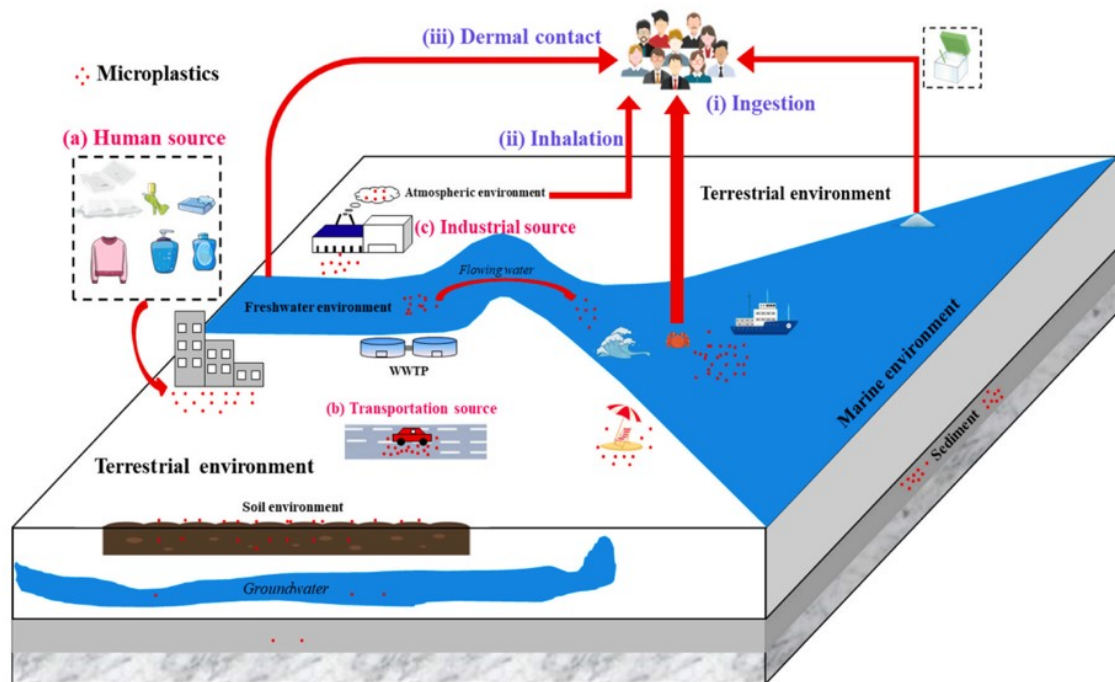 (iii) Dermal contact
Microplastics
(i) Ingestion
(a) Human source
(ii) Inhalation
Atmospheric environment
Terrestrial environment
(c) Industrial source
Flowing water
Freshwater environment
WWTP
Marine environment
(b) Transportation source
Sediment
Terrestrial environment
Soil environment
Groundwater